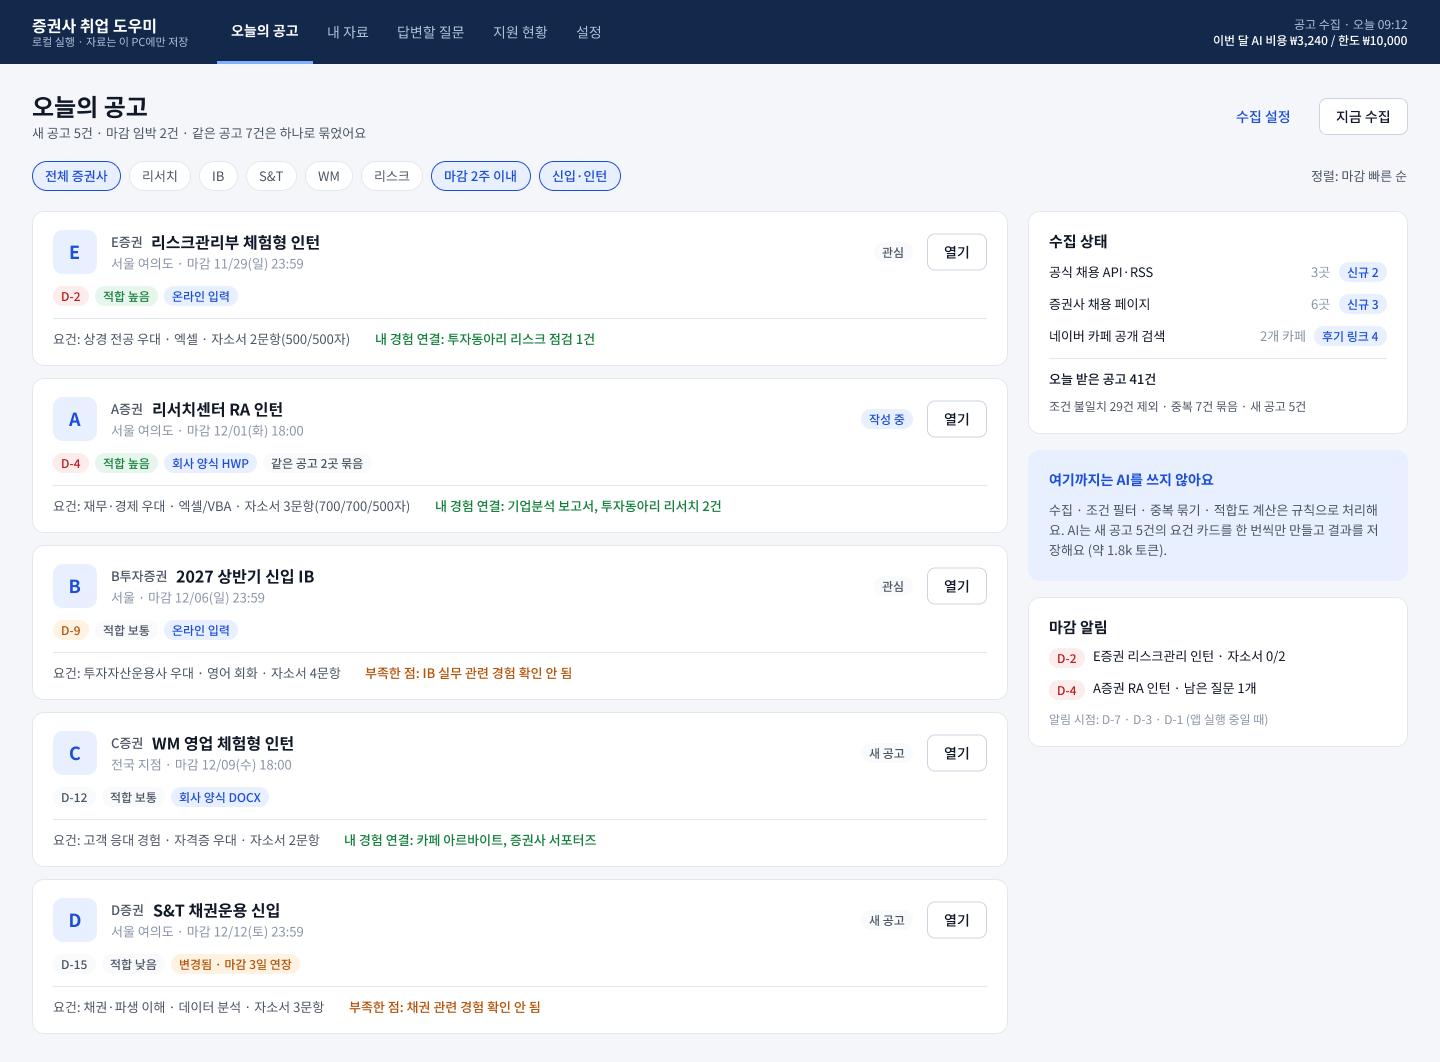 증권사 취업 도우미
로컬 실행 · 자료는 이 PC에만 저장
오늘의 공고
내 자료
답변할 질문
지원 현황
설정
공고 수집 · 오늘 09:12
이번 달 AI 비용 ₩3,240 / 한도 ₩10,000
오늘의 공고
새 공고 5건 · 마감 임박 2건 · 같은 공고 7건은 하나로 묶었어요
수집 설정
지금 수집
전체 증권사
리서치
IB
S&T
WM
리스크
마감 2주 이내
신입·인턴
정렬: 마감 빠른 순
E
E증권 리스크관리부 체험형 인턴
서울 여의도 · 마감 11/29(일) 23:59
관심
열기
D-2
적합 높음
온라인 입력
요건: 상경 전공 우대 · 엑셀 · 자소서 2문항(500/500자)
내 경험 연결: 투자동아리 리스크 점검 1건
A
A증권 리서치센터 RA 인턴
서울 여의도 · 마감 12/01(화) 18:00
작성 중
열기
D-4
적합 높음
회사 양식 HWP
같은 공고 2곳 묶음
요건: 재무·경제 우대 · 엑셀/VBA · 자소서 3문항(700/700/500자)
내 경험 연결: 기업분석 보고서, 투자동아리 리서치 2건
B
B투자증권 2027 상반기 신입 IB
서울 · 마감 12/06(일) 23:59
관심
열기
D-9
적합 보통
온라인 입력
요건: 투자자산운용사 우대 · 영어 회화 · 자소서 4문항
부족한 점: IB 실무 관련 경험 확인 안 됨
C
C증권 WM 영업 체험형 인턴
전국 지점 · 마감 12/09(수) 18:00
새 공고
열기
D-12
적합 보통
회사 양식 DOCX
요건: 고객 응대 경험 · 자격증 우대 · 자소서 2문항
내 경험 연결: 카페 아르바이트, 증권사 서포터즈
D
D증권 S&T 채권운용 신입
서울 여의도 · 마감 12/12(토) 23:59
새 공고
열기
D-15
적합 낮음
변경됨 · 마감 3일 연장
요건: 채권·파생 이해 · 데이터 분석 · 자소서 3문항
부족한 점: 채권 관련 경험 확인 안 됨
수집 상태
공식 채용 API·RSS
3곳
신규 2
증권사 채용 페이지
6곳
신규 3
네이버 카페 공개 검색
2개 카페
후기 링크 4
오늘 받은 공고 41건
조건 불일치 29건 제외 · 중복 7건 묶음 · 새 공고 5건
여기까지는 AI를 쓰지 않아요
수집 · 조건 필터 · 중복 묶기 · 적합도 계산은 규칙으로 처리해
요. AI는 새 공고 5건의 요건 카드를 한 번씩만 만들고 결과를 저
장해요 (약 1.8k 토큰).
마감 알림
D-2
E증권 리스크관리 인턴 · 자소서 0/2
D-4
A증권 RA 인턴 · 남은 질문 1개
알림 시점: D-7 · D-3 · D-1 (앱 실행 중일 때)